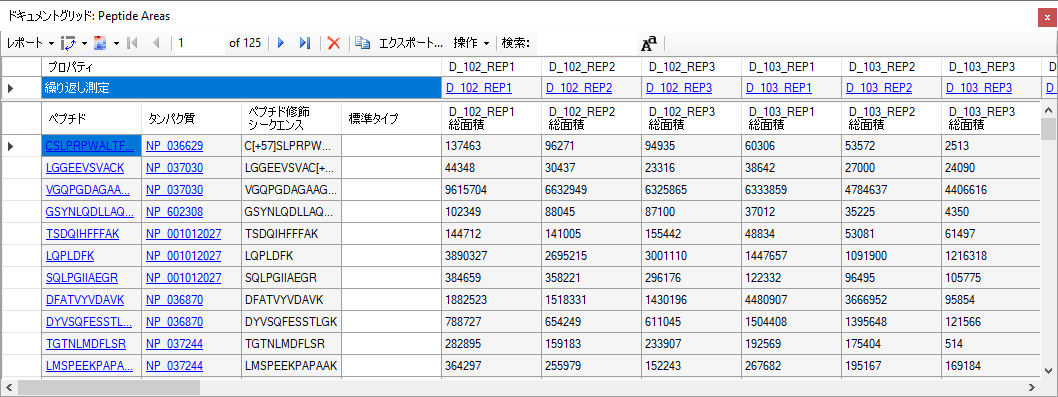 ドキュメントグリッド: Peptide Areas
レポート 1 of 125 エクスポート... 操作 検索: Aa
プロパティ D_102_REP1 D_102_REP2 D_102_REP3 D_103_REP1 D_103_REP2 D_103_REP3 D
繰り返し測定 D_102_REP1 D_102_REP2 D_102_REP3 D_103_REP1 D_103_REP2 D_103_REP3 D
ペプチド タンパク質 ペプチド修飾 シークエンス 標準タイプ D_102_REP1 総面積 D_102_REP2 総面積 D_102_REP3 総面積 D_103_REP1 総面積 D_103_REP2 総面積 D_103_REP3 総面積
CSLPRPWALTF... NP_036629 C[+57]SLPRPW... 137463 96271 94935 60306 53572 2513
LGGEEVSVACK NP_037030 LGGEEVSVAC[+... 44348 30437 23316 38642 27000 24090
VGQPGDAGAA... NP_037030 VGQPGDAGAAG... 9615704 6632949 6325865 6333859 4784637 4406616
GSYNLQDLLAQ... NP_602308 GSYNLQDLLAQ... 102349 88045 87100 37012 35225 4350
TSDQIHFFFAK NP_001012027 TSDQIHFFFAK 144712 141005 155442 48834 53081 61497
LQPLDFK NP_001012027 LQPLDFK 3890327 2695215 3001110 1447657 1091900 1216318
SQLPGIIAEGR NP_001012027 SQLPGIIAEGR 384659 358221 296176 122332 96495 105775
DFATVYVDAVK NP_036870 DFATVYVDAVK 1882523 1518331 1430196 4480907 3666952 95854
DYVSQFESSTL... NP_036870 DYVSQFESSTLGK 788727 654249 611045 1504408 1395648 121566
TGTNLMDFLSR NP_037244 TGTNLMDFLSR 282895 159183 233907 192569 175404 514
LMSPEEKPAPA... NP_037244 LMSPEEKPAPAAK 364297 255979 152243 267682 195167 169184